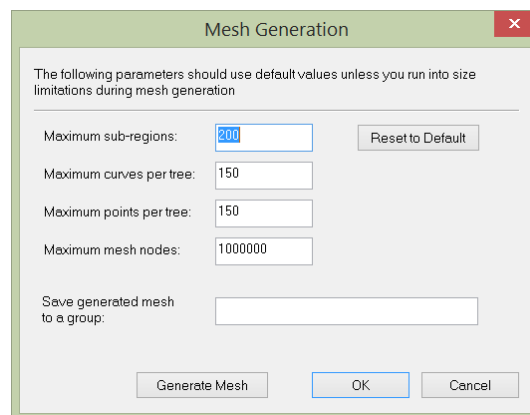 Mesh Generation
The following parameters should use default values unless you run into size
limitations during mesh generation
Maximum sub-regions: 200 Reset to Default
Maximum curves per tree: 150
Maximum points per tree: 150
Maximum mesh nodes: 1000000
Save generated mesh
to a group:
Generate Mesh OK Cancel